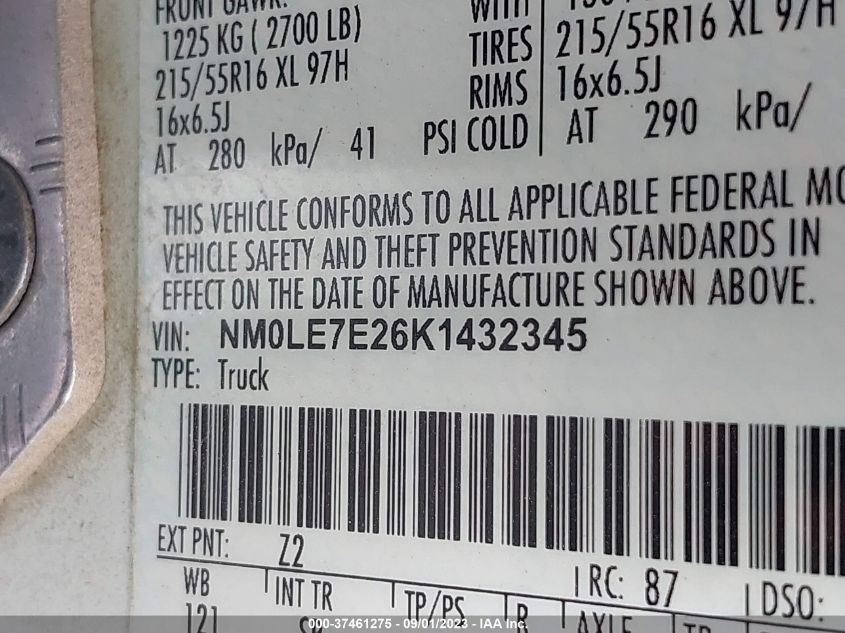 FRONT GAWR: WITH
1225 KG ( 2700 LB) TIRES 215/55R16 XL 97H
215/55R16 XL 97H RIMS 16x6.5J
16x6.5J
AT 280 kPa/ 41 PSI COLD AT 290 kPa/
THIS VEHICLE CONFORMS TO ALL APPLICABLE FEDERAL MO
VEHICLE SAFETY AND THEFT PREVENTION STANDARDS IN
EFFECT ON THE DATE OF MANUFACTURE SHOWN ABOVE.
VIN: NM0LE7E26K1432345
TYPE: Truck
EXT PNT: Z2 RC: 87 DSO:
WB INT TR TP/PS R AXLE TR
121
000-37461275 - 09/01/2023 - IAA Inc.